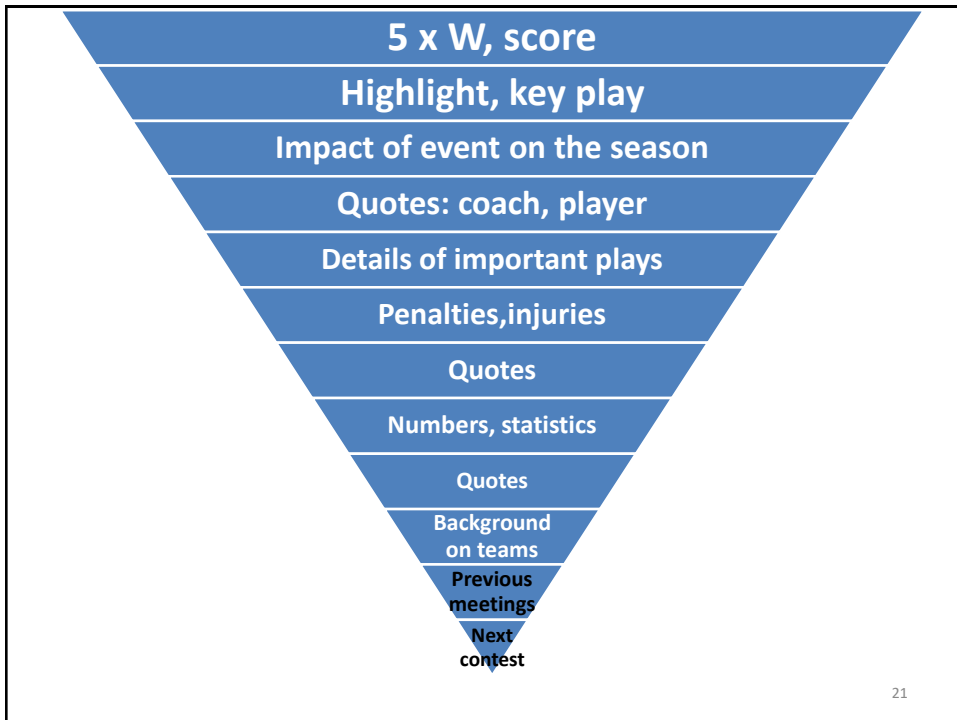 5 x W, score
Highlight, key play
Impact of event on the season
Quotes: coach, player
Details of important plays
Penalties,injuries
Quotes
Numbers, statistics
Quotes
Background
on teams
Previous
meetings
Next
contest
21